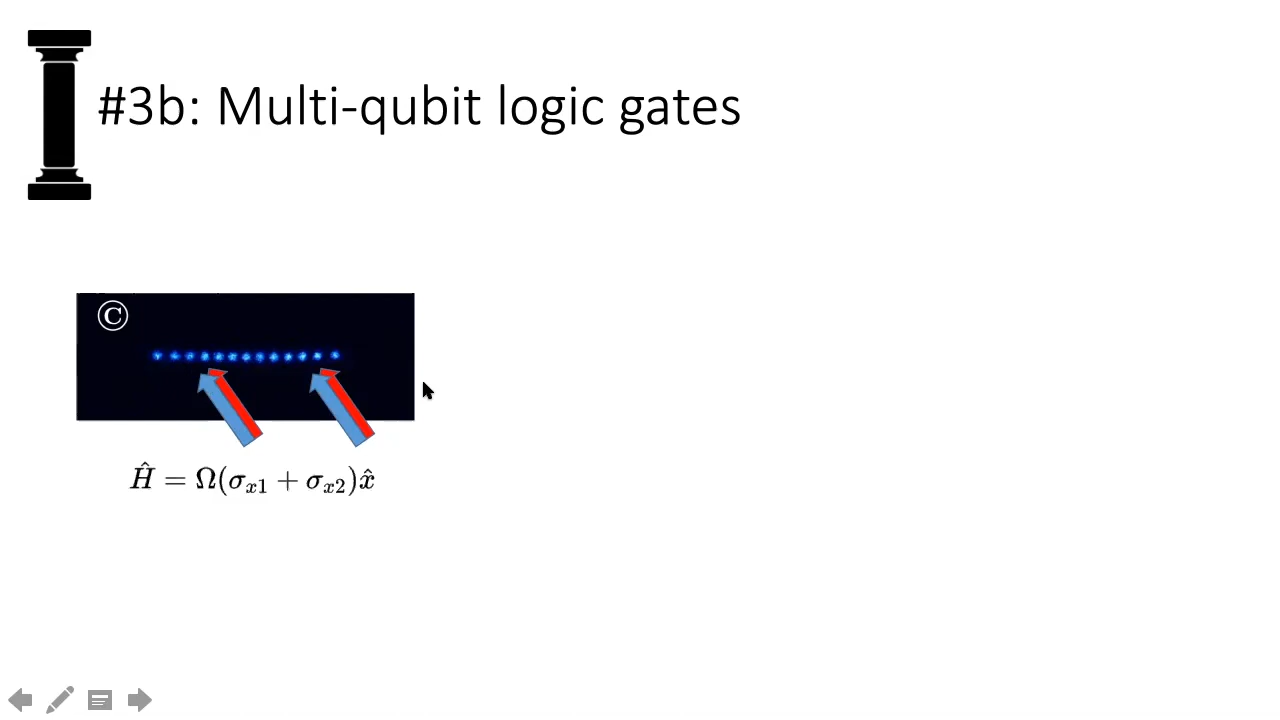 #3b: Multi-qubit logic gates
©
Ĥ = Ω(σₓ₁ + σₓ₂)x̂